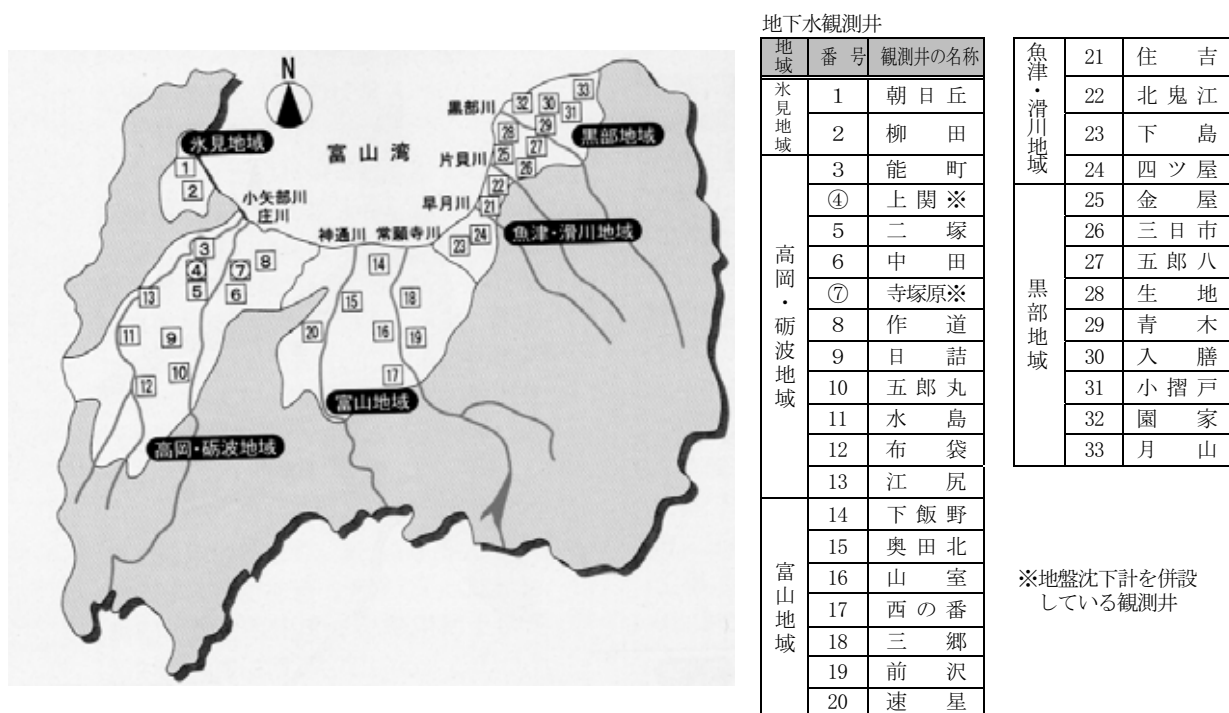 N
氷見地域
1
2
富山湾
小矢部川
庄川
神通川
常願寺川
早月川
片貝川
黒部川
黒部地域
魚津・滑川地域
富山地域
高岡・砺波地域
3
4
5
6
7
8
9
10
11
12
13
14
15
16
17
18
19
20
21
22
23
24
25
26
27
28
29
30
31
32
33
地下水観測井
地域 番号 観測井の名称
氷見地域
1 朝日丘
2 柳田
高岡・砺波地域
3 能町
④ 上関※
5 二塚
6 中田
⑦ 寺塚原※
8 作道
9 日詰
10 五郎丸
11 水島
12 布袋
13 江尻
富山地域
14 下飯野
15 奥田北
16 山室
17 西の番
18 三郷
19 前沢
20 速星
魚津・滑川地域
21 住吉
22 北鬼江
23 下島
24 四ツ屋
黒部地域
25 金屋
26 三日市
27 五郎八
28 生地
29 青木
30 入膳
31 小摺戸
32 園家
33 月山
※地盤沈下計を併設
している観測井